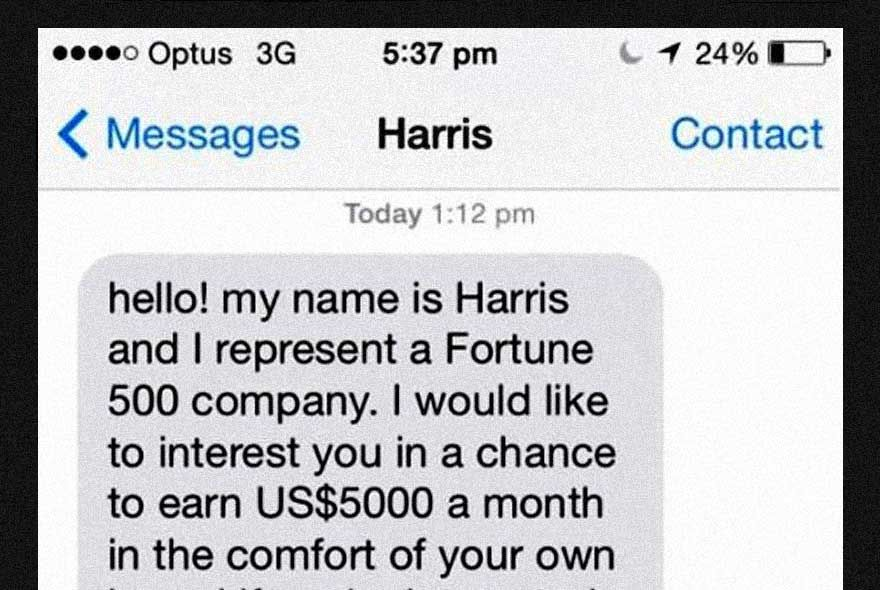 Optus 3G 5:37 pm 24%
Messages Harris Contact
Today 1:12 pm
hello! my name is Harris
and I represent a Fortune
500 company. I would like
to interest you in a chance
to earn US$5000 a month
in the comfort of your own